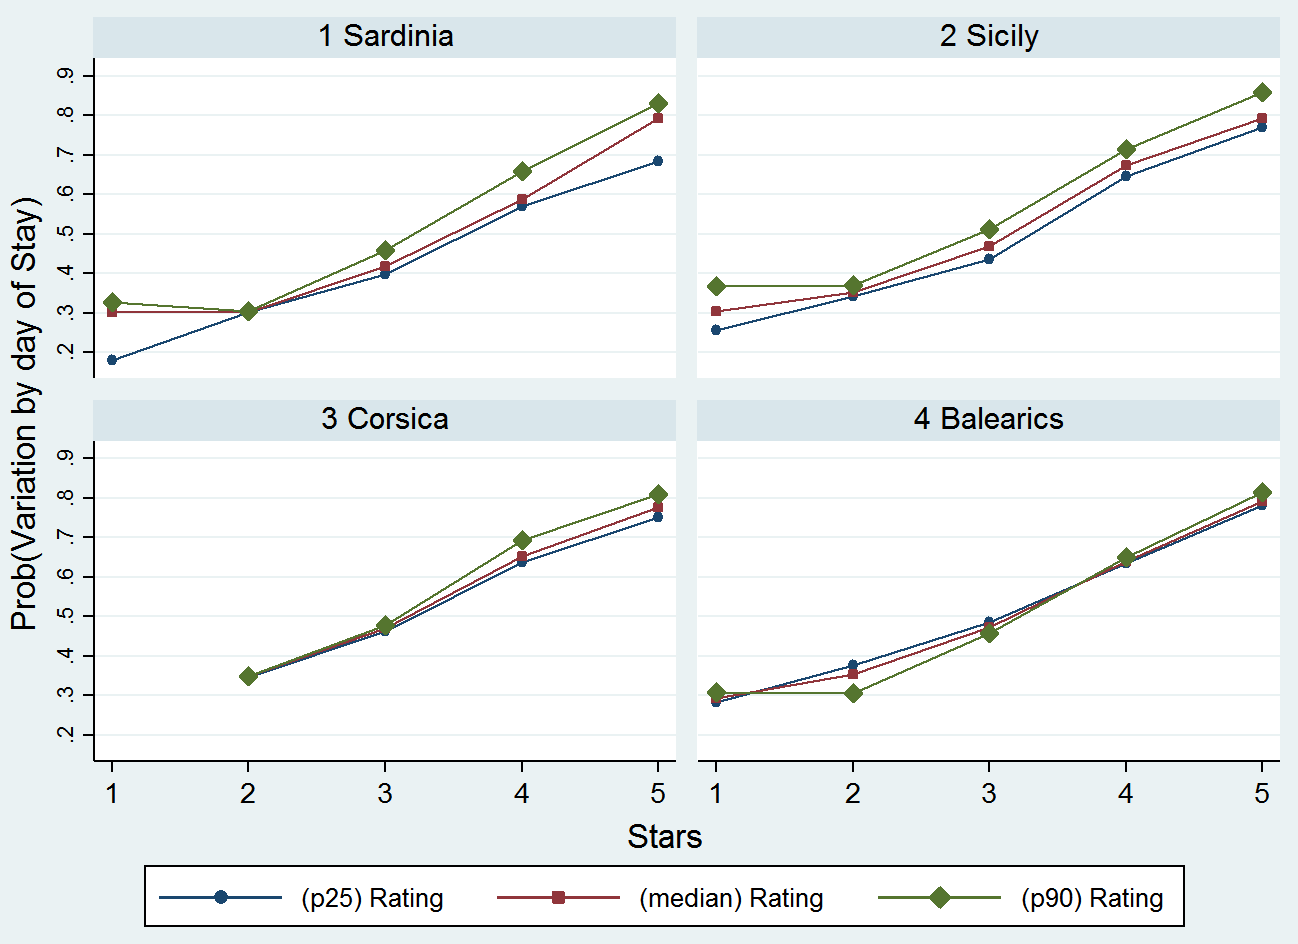 1 Sardinia
2 Sicily
.9
.8
.7
.6
.5
.4
.3
.2
3 Corsica
4 Balearics
.9
.8
.7
.6
.5
.4
.3
.2
Prob(Variation by day of Stay)
1 2 3 4 5
1 2 3 4 5
Stars
(p25) Rating (median) Rating (p90) Rating